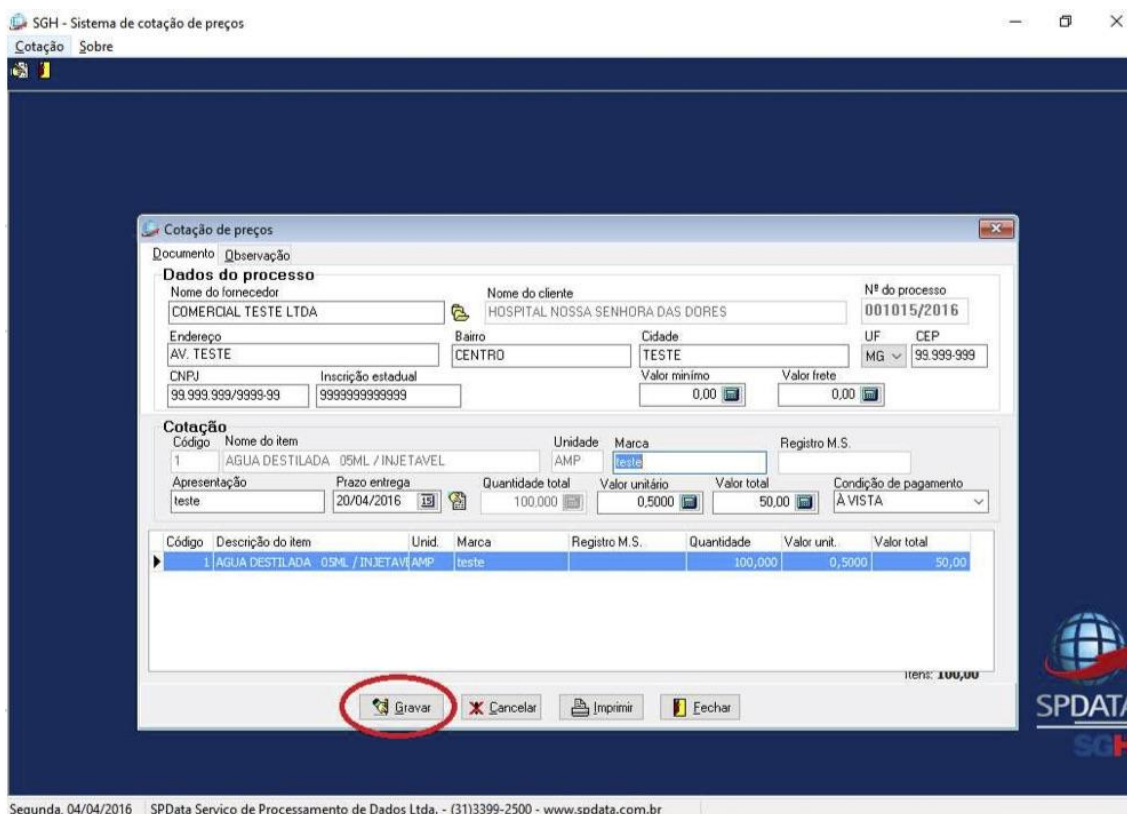 SGH - Sistema de cotação de preços
Cotação Sobre
Cotação de preços
Documento Observação
Dados do processo
Nome do fornecedor Nome do cliente Nº do processo
COMERCIAL TESTE LTDA HOSPITAL NOSSA SENHORA DAS DORES 001015/2016
Endereço Bairro Cidade UF CEP
AV. TESTE CENTRO TESTE MG 99.999-999
CNPJ Inscrição estadual Valor minímo Valor frete
99.999.999/9999-99 9999999999999 0,00 0,00
Cotação
Código Nome do item Unidade Marca Registro M.S.
1 AGUA DESTILADA 05ML / INJETAVEL AMP teste
Apresentação Prazo entrega Quantidade total Valor unitário Valor total Condição de pagamento
teste 20/04/2016 15 100,000 0,5000 50,00 À VISTA
Código Descrição do item Unid. Marca Registro M.S. Quantidade Valor unit. Valor total
1 AGUA DESTILADA 05ML / INJETAVE AMP teste 100,000 0,5000 50,00
Itens: 100,00
Gravar Cancelar Imprimir Fechar
SPDATA
SGH
Segunda, 04/04/2016 SPData Serviço de Processamento de Dados Ltda. - (31)3399-2500 - www.spdata.com.br